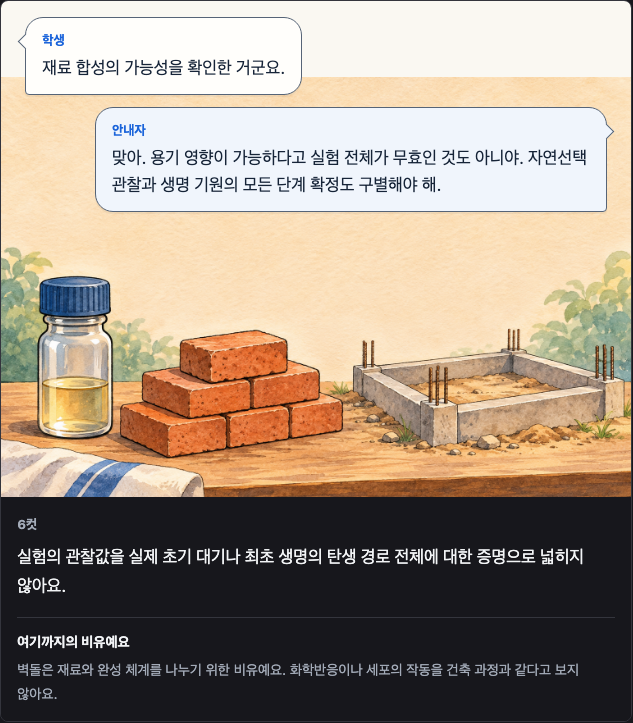 학생
재료 합성의 가능성을 확인한 거군요.
안내자
맞아. 용기 영향이 가능하다고 실험 전체가 무효인 것도 아니야. 자연선택
관찰과 생명 기원의 모든 단계 확정도 구별해야 해.
6컷
실험의 관찰값을 실제 초기 대기나 최초 생명의 탄생 경로 전체에 대한 증명으로 넓히지
않아요.
여기까지의 비유예요
벽돌은 재료와 완성 체계를 나누기 위한 비유예요. 화학반응이나 세포의 작동을 건축 과정과 같다고 보지
않아요.